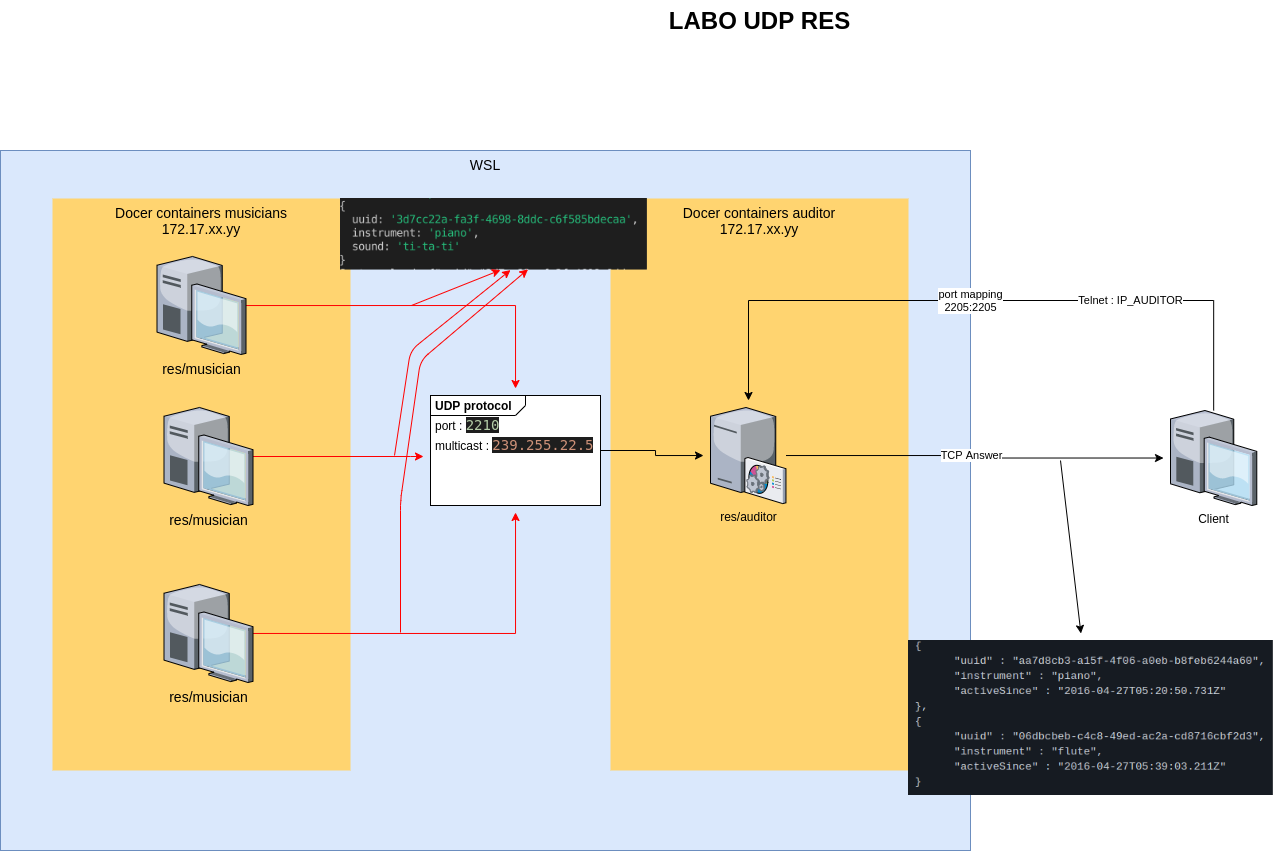 LABO UDP RES
WSL
Docer containers musicians
172.17.xx.yy
{
uuid: '3d7cc22a-fa3f-4698-8ddc-c6f585bdecaa',
instrument: 'piano',
sound: 'ti-ta-ti'
}
Docer containers auditor
172.17.xx.yy
port mapping
2205:2205
Telnet : IP_AUDITOR
res/musician
UDP protocol
port : 2210
multicast : 239.255.22.5
TCP Answer
res/musician
res/auditor
Client
res/musician
{
"uuid" : "aa7d8cb3-a15f-4f06-a0eb-b8feb6244a60",
"instrument" : "piano",
"activeSince" : "2016-04-27T05:20:50.731Z"
},
{
"uuid" : "06dbcbeb-c4c8-49ed-ac2a-cd8716cbf2d3",
"instrument" : "flute",
"activeSince" : "2016-04-27T05:39:03.211Z"
}